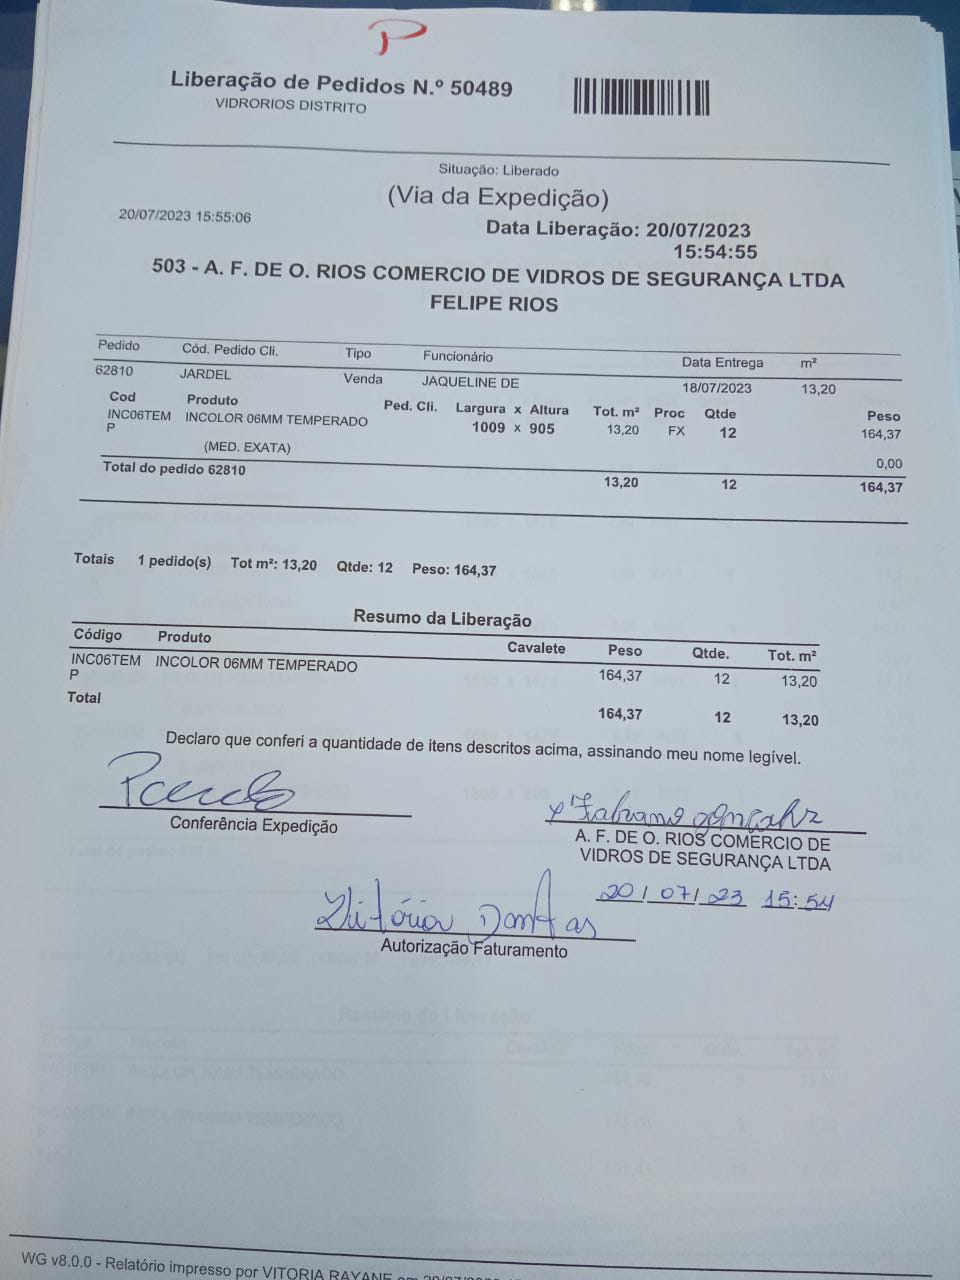 P
Liberação de Pedidos N.º 50489
VIDRORIOS DISTRITO
Situação: Liberado
(Via da Expedição)
20/07/2023 15:55:06
Data Liberação: 20/07/2023
15:54:55
503 - A. F. DE O. RIOS COMERCIO DE VIDROS DE SEGURANÇA LTDA
FELIPE RIOS
Pedido Cód. Pedido Cli. Tipo Funcionário Data Entrega m²
62810 JARDEL Venda JAQUELINE DE 18/07/2023 13,20
Cod Produto Ped. Cli. Largura x Altura Tot. m² Proc Qtde Peso
INC06TEM INCOLOR 06MM TEMPERADO 1009 x 905 13,20 FX 12 164,37
P
(MED. EXATA) 0,00
Total do pedido 62810 13,20 12 164,37
Totais 1 pedido(s) Tot m²: 13,20 Qtde: 12 Peso: 164,37
Resumo da Liberação
Código Produto Cavalete Peso Qtde. Tot. m²
INC06TEM INCOLOR 06MM TEMPERADO 164,37 12 13,20
P
Total 164,37 12 13,20
Declaro que conferi a quantidade de itens descritos acima, assinando meu nome legível.
Conferência Expedição
x Fabiano Gonçalvz
A. F. DE O. RIOS COMERCIO DE
VIDROS DE SEGURANÇA LTDA
20/07/23 15:54
Vitória Dantas
Autorização Faturamento
WG v8.0.0 - Relatório impresso por VITORIA RAYANE em